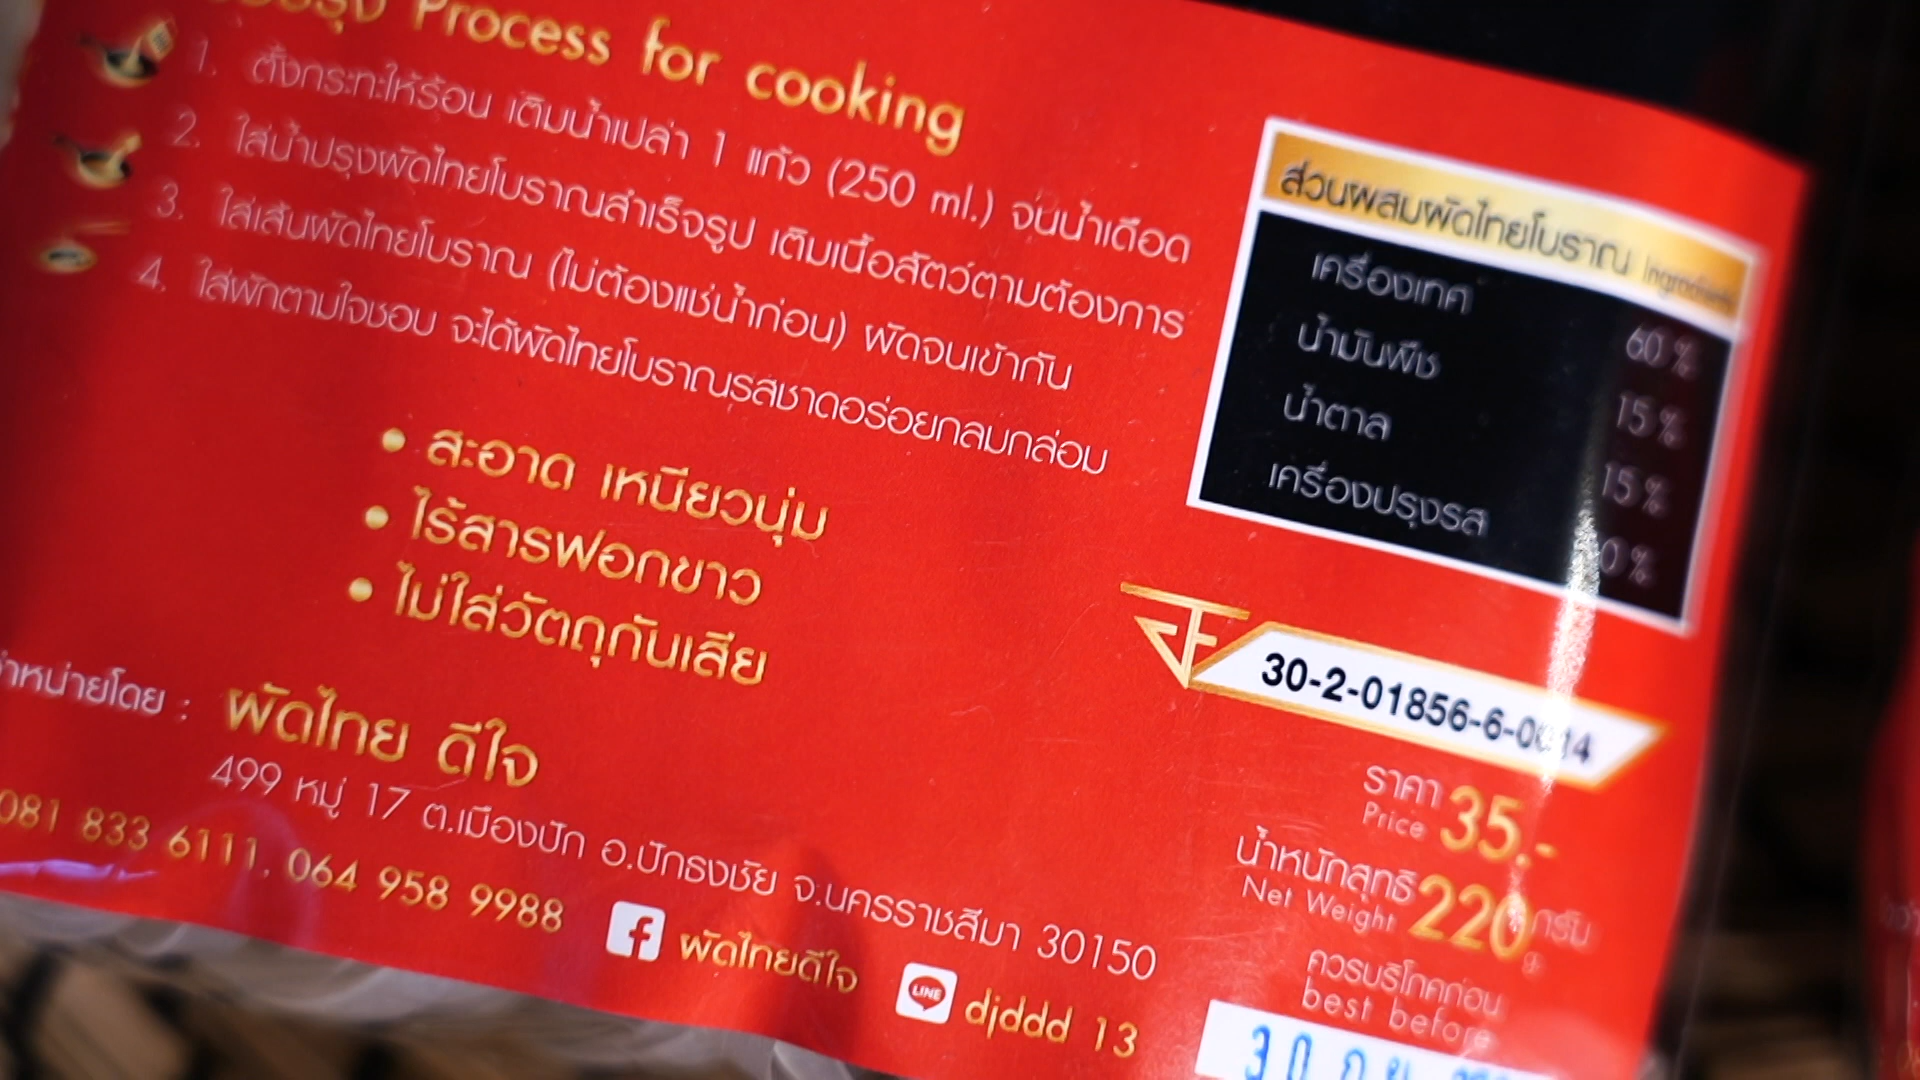 Process for cooking
1. ตั้งกระทะให้ร้อน เติมน้ำเปล่า 1 แก้ว (250 ml.) จนน้ำเดือด
2. ใส่น้ำปรุงผัดไทยโบราณสำเร็จรูป เติมเนื้อสัตว์ตามต้องการ
3. ใส่เส้นผัดไทยโบราณ (ไม่ต้องแช่น้ำก่อน) ผัดจนเข้ากัน
4. ใส่ผักตามใจชอบ จะได้ผัดไทยโบราณรสชาดอร่อยกลมกล่อม
• สะอาด เหนียวนุ่ม
• ไร้สารฟอกขาว
• ไม่ใส่วัตถุกันเสีย
ส่วนผสมผัดไทยโบราณ Ingredients
เครื่องเทศ 60 %
น้ำมันพืช 15 %
น้ำตาล 15 %
เครื่องปรุงรส
30-2-01856-6-0014
ราคา 35.-
Price
น้ำหนักสุทธิ 220 กรัม
Net Weight
ควรบริโภคก่อน
best before
30 ก.ย.
จำหน่ายโดย : ผัดไทย ดีใจ
499 หมู่ 17 ต.เมืองปัก อ.ปักธงชัย จ.นครราชสีมา 30150
081 833 6111, 064 958 9988 f ผัดไทยดีใจ LINE djddd 13